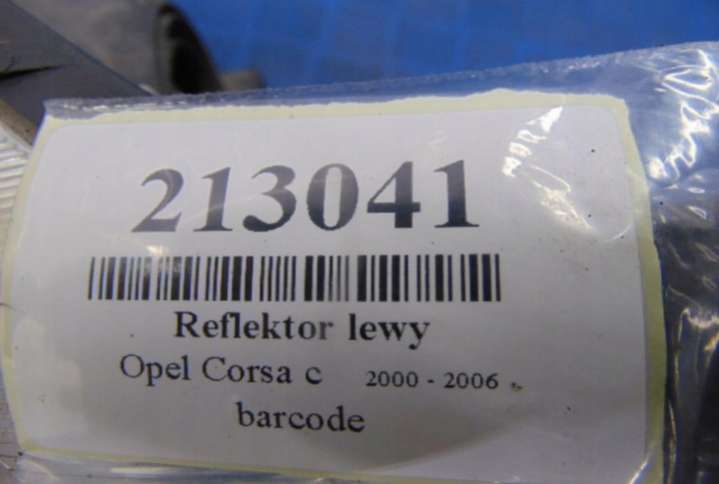 213041
Reflektor lewy
Opel Corsa c 2000 - 2006
barcode